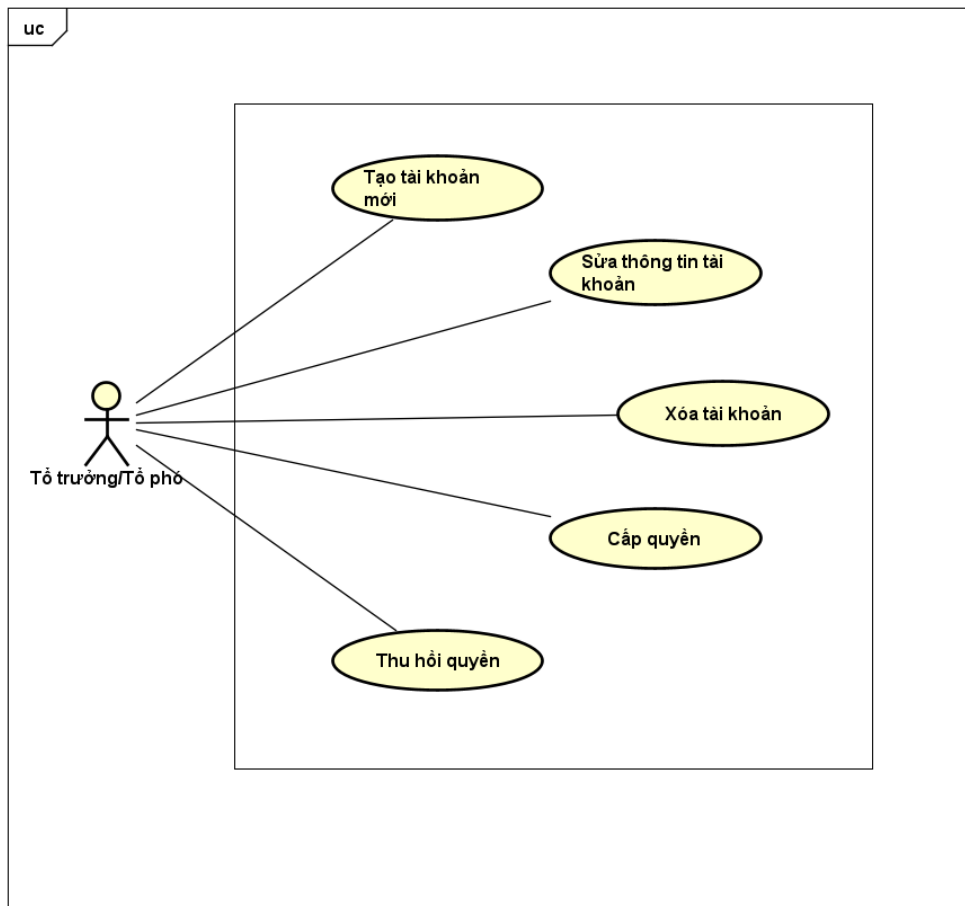 uc
Tạo tài khoản
mới
Sửa thông tin tài
khoản
Xóa tài khoản
Tổ trưởng/Tổ phó
Cấp quyền
Thu hồi quyền